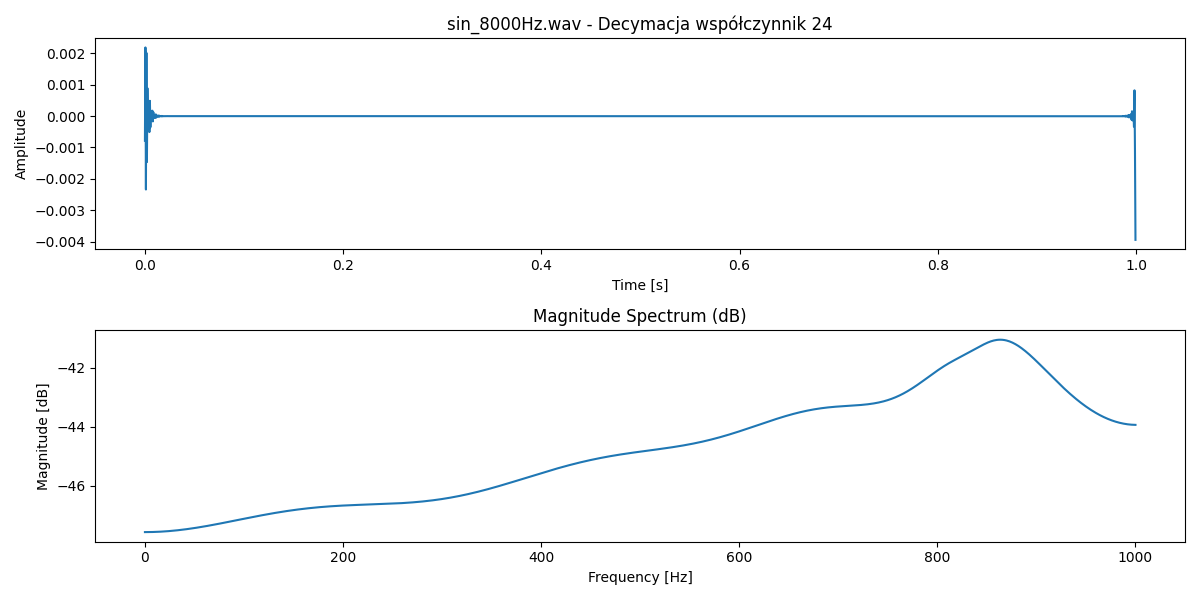 sin_8000Hz.wav - Decymacja współczynnik 24
Amplitude
0.002
0.001
0.000
−0.001
−0.002
−0.003
−0.004
0.0 0.2 0.4 0.6 0.8 1.0
Time [s]
Magnitude Spectrum (dB)
Magnitude [dB]
−42
−44
−46
0 200 400 600 800 1000
Frequency [Hz]